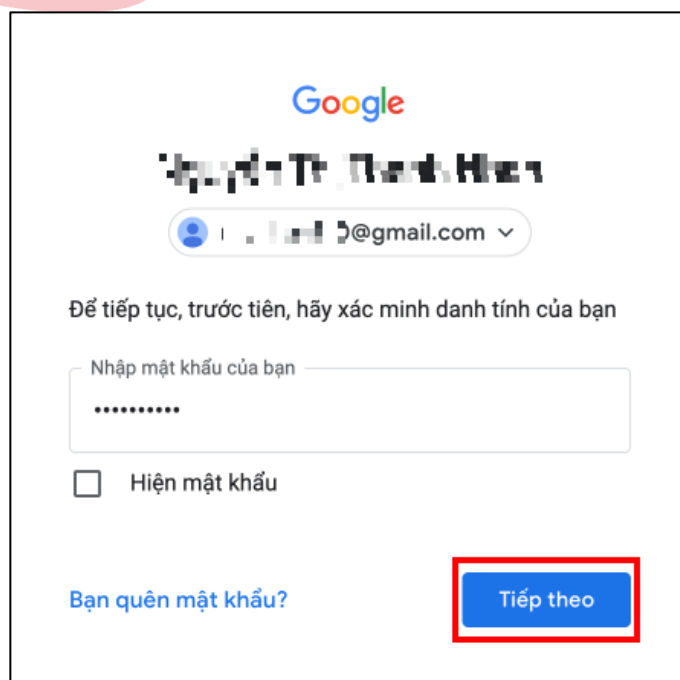 Google
@gmail.com
Để tiếp tục, trước tiên, hãy xác minh danh tính của bạn
Nhập mật khẩu của bạn
••••••••••
Hiện mật khẩu
Bạn quên mật khẩu?
Tiếp theo